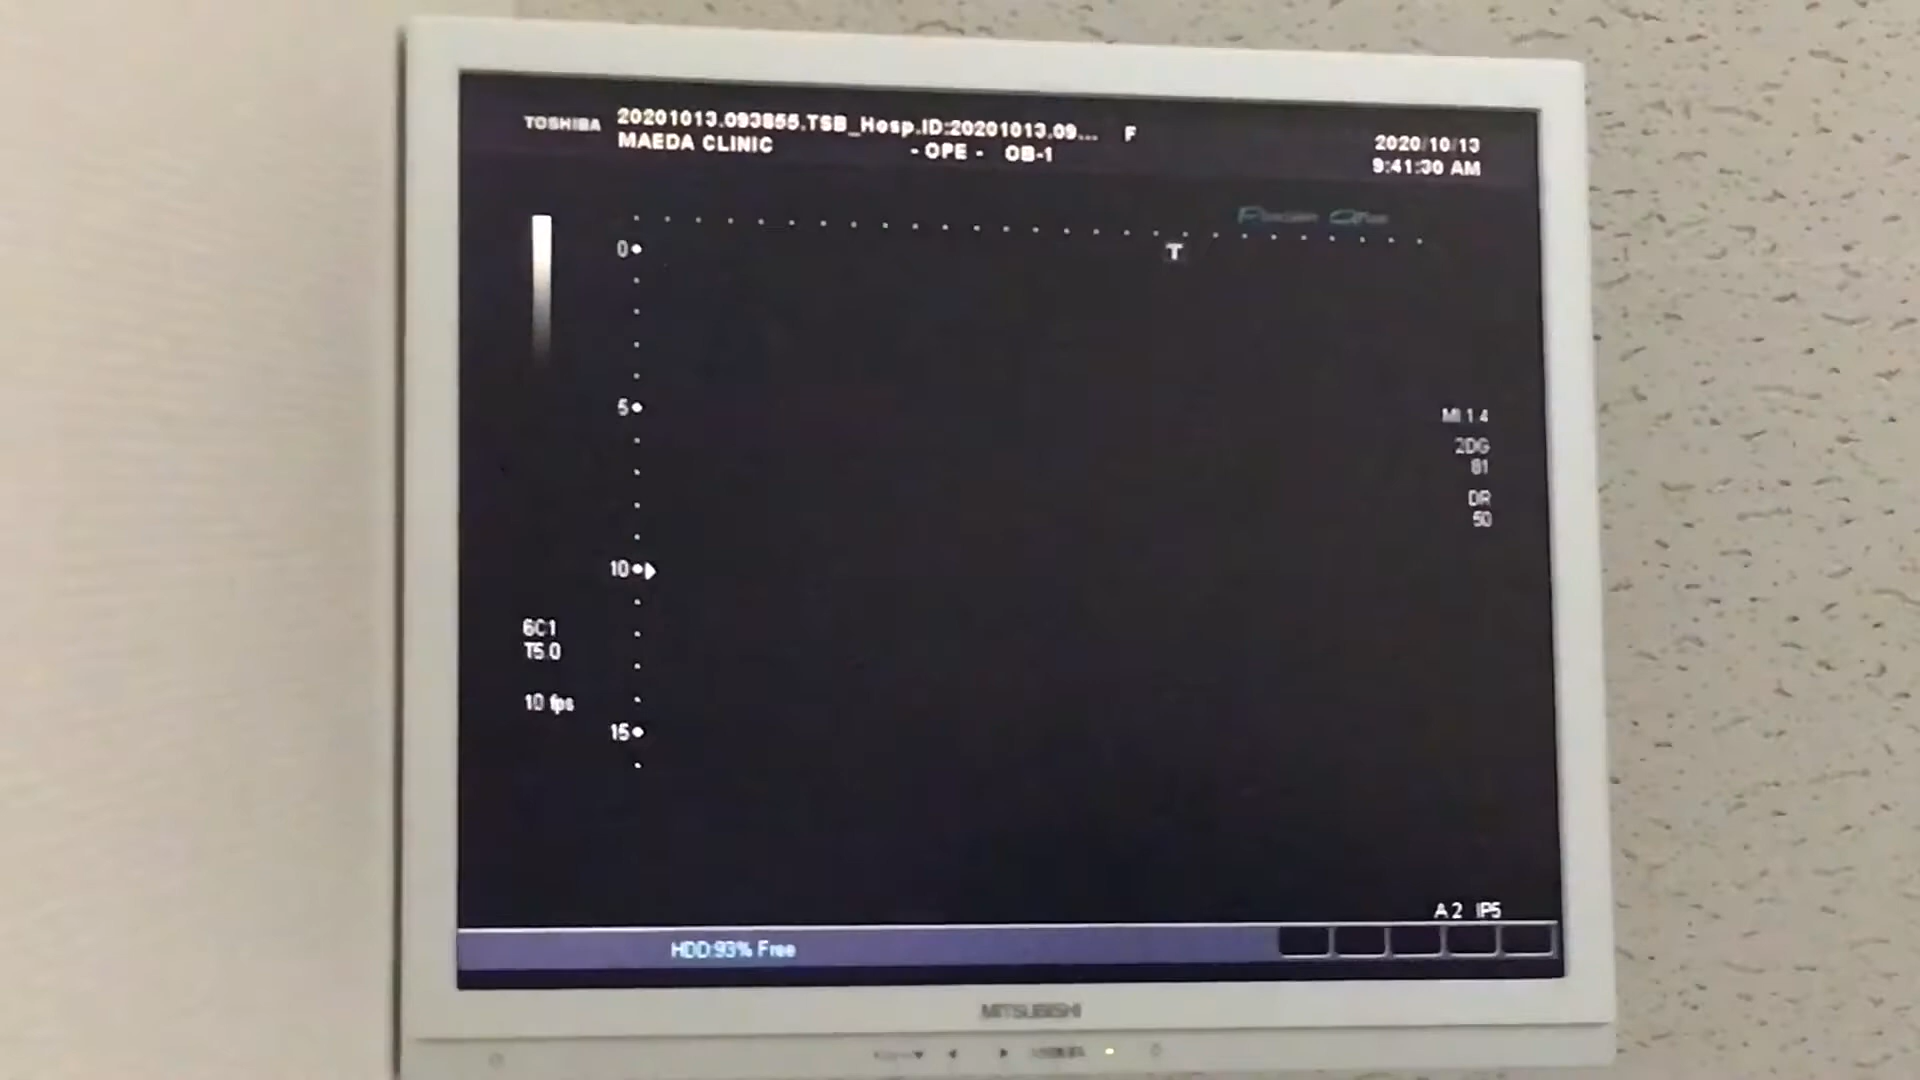 TOSHIBA
20201013.093855.TSB_Hosp.ID:20201013.09... F
MAEDA CLINIC - OPE - OB-1
2020/10/13
9:41:30 AM
T
0
5
10
15
MI 1.4
2DG
81
DR
50
6C1
T5.0
10 fps
A 2 IP5
HDD:93% Free
MITSUBISHI